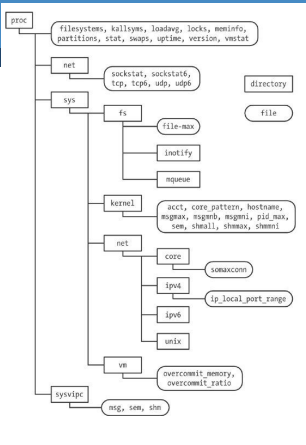 proc
filesystems, kallsyms, loadavg, locks, meminfo,
partitions, stat, swaps, uptime, version, vmstat
net
sockstat, sockstat6,
tcp, tcp6, udp, udp6
directory
sys
fs
file
file-max
inotify
mqueue
kernel
acct, core_pattern, hostname,
msgmax, msgmnb, msgmni, pid_max,
sem, shmall, shmmax, shmmni
net
core
somaxconn
ipv4
ip_local_port_range
ipv6
unix
vm
overcommit_memory,
overcommit_ratio
sysvipc
msg, sem, shm